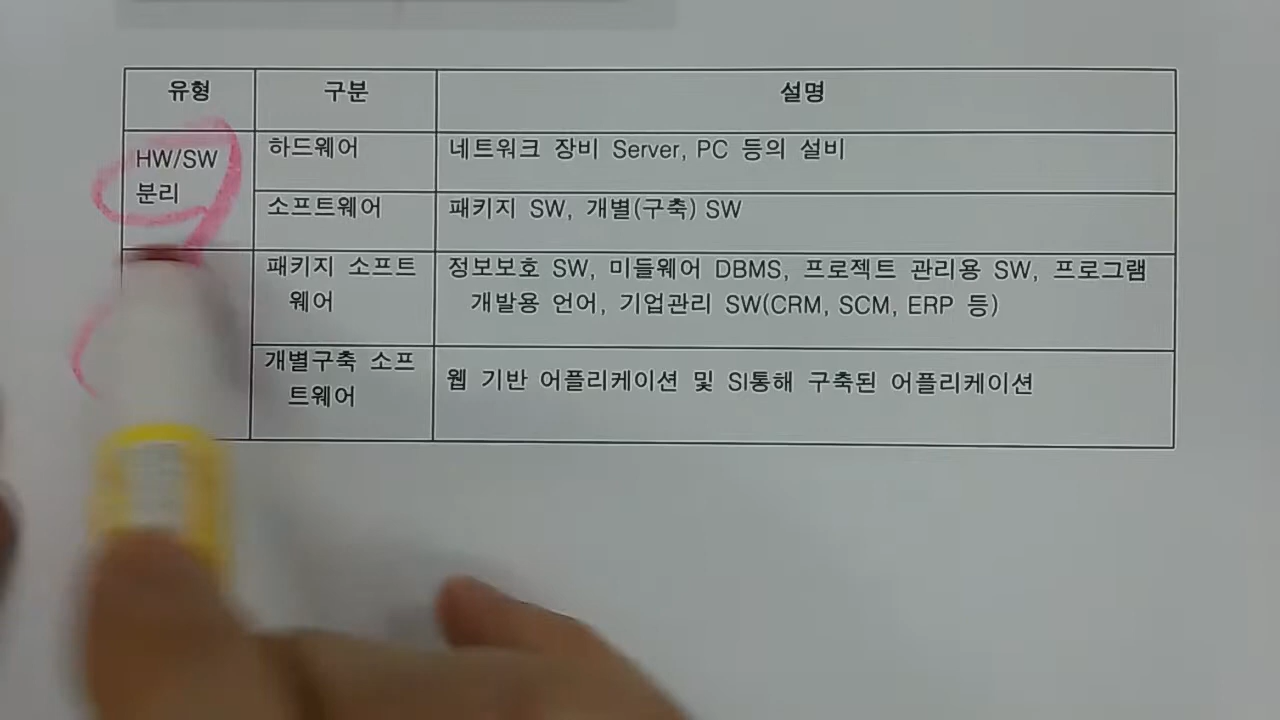 유형 구분 설명
HW/SW
분리
하드웨어 네트워크 장비 Server, PC 등의 설비
소프트웨어 패키지 SW, 개별(구축) SW
패키지 소프트
웨어
정보보호 SW, 미들웨어 DBMS, 프로젝트 관리용 SW, 프로그램
개발용 언어, 기업관리 SW(CRM, SCM, ERP 등)
개별구축 소프
트웨어
웹 기반 어플리케이션 및 SI통해 구축된 어플리케이션